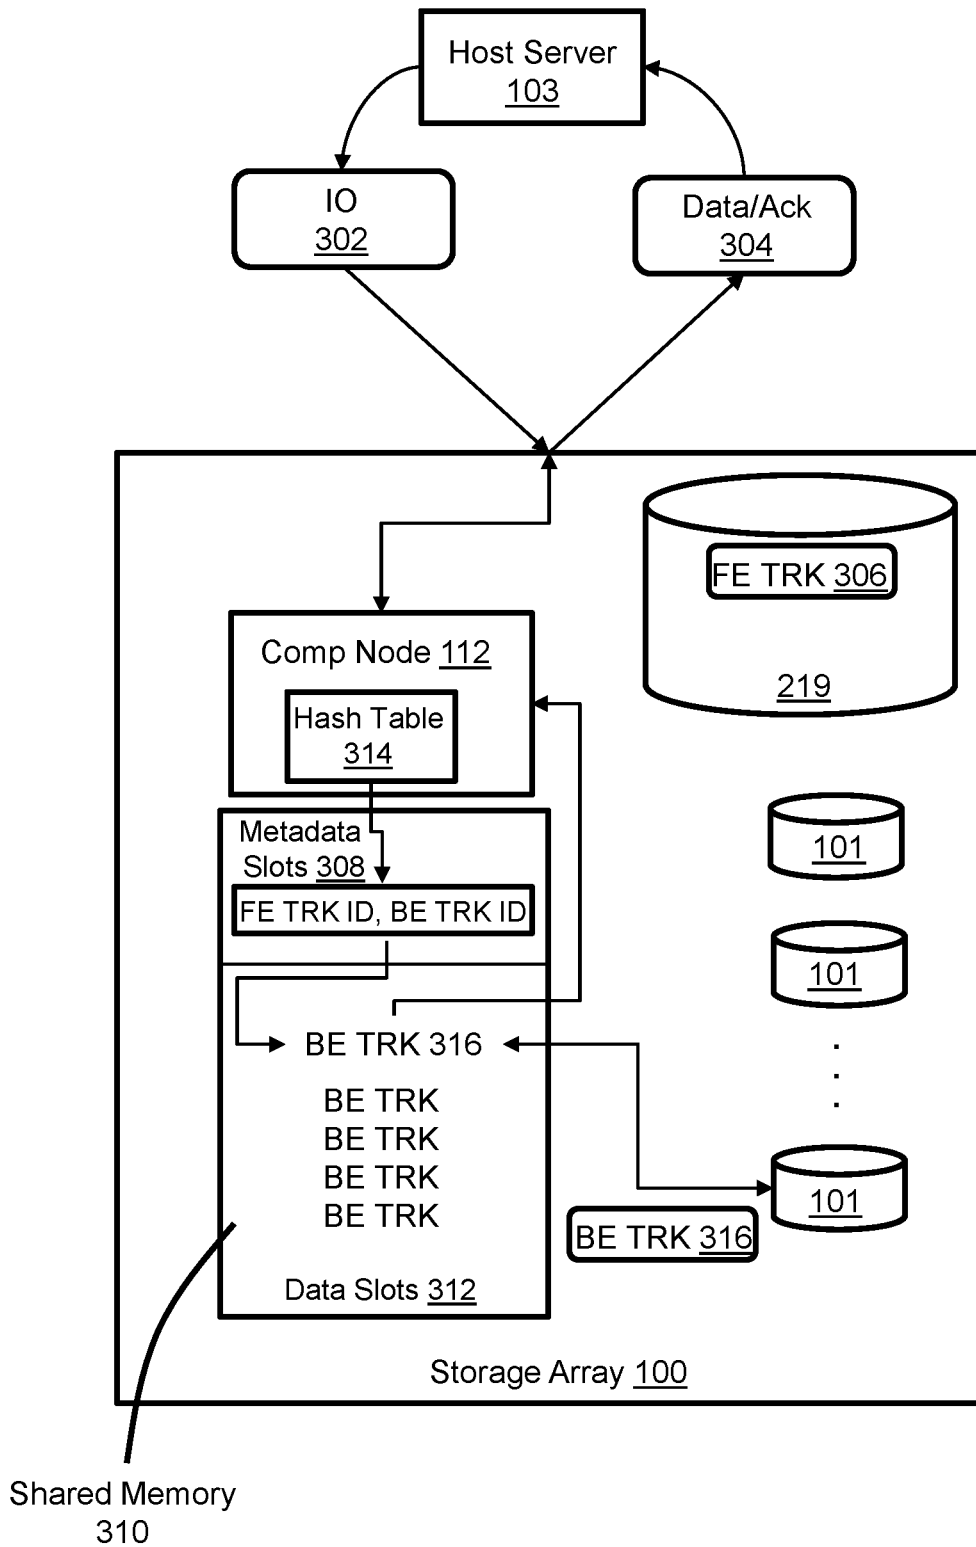 Host Server
103
IO
302
Data/Ack
304
FE TRK 306
219
Comp Node 112
Hash Table
314
Metadata
Slots 308
FE TRK ID, BE TRK ID
101
101
.
.
.
101
BE TRK 316
BE TRK
BE TRK
BE TRK
BE TRK
BE TRK 316
Data Slots 312
Storage Array 100
Shared Memory
310